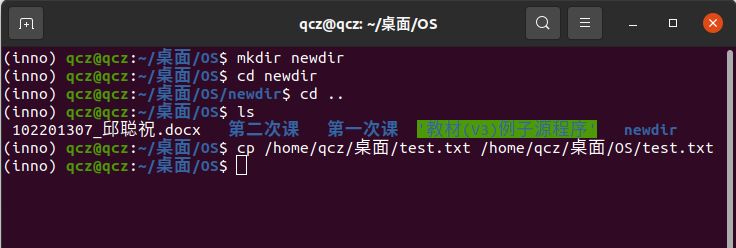 qcz@qcz: ~/桌面/OS
(inno) qcz@qcz:~/桌面/OS$ mkdir newdir
(inno) qcz@qcz:~/桌面/OS$ cd newdir
(inno) qcz@qcz:~/桌面/OS/newdir$ cd ..
(inno) qcz@qcz:~/桌面/OS$ ls
102201307_邱聪祝.docx 第二次课 第一次课 '教材(V3)例子源程序' newdir
(inno) qcz@qcz:~/桌面/OS$ cp /home/qcz/桌面/test.txt /home/qcz/桌面/OS/test.txt
(inno) qcz@qcz:~/桌面/OS$